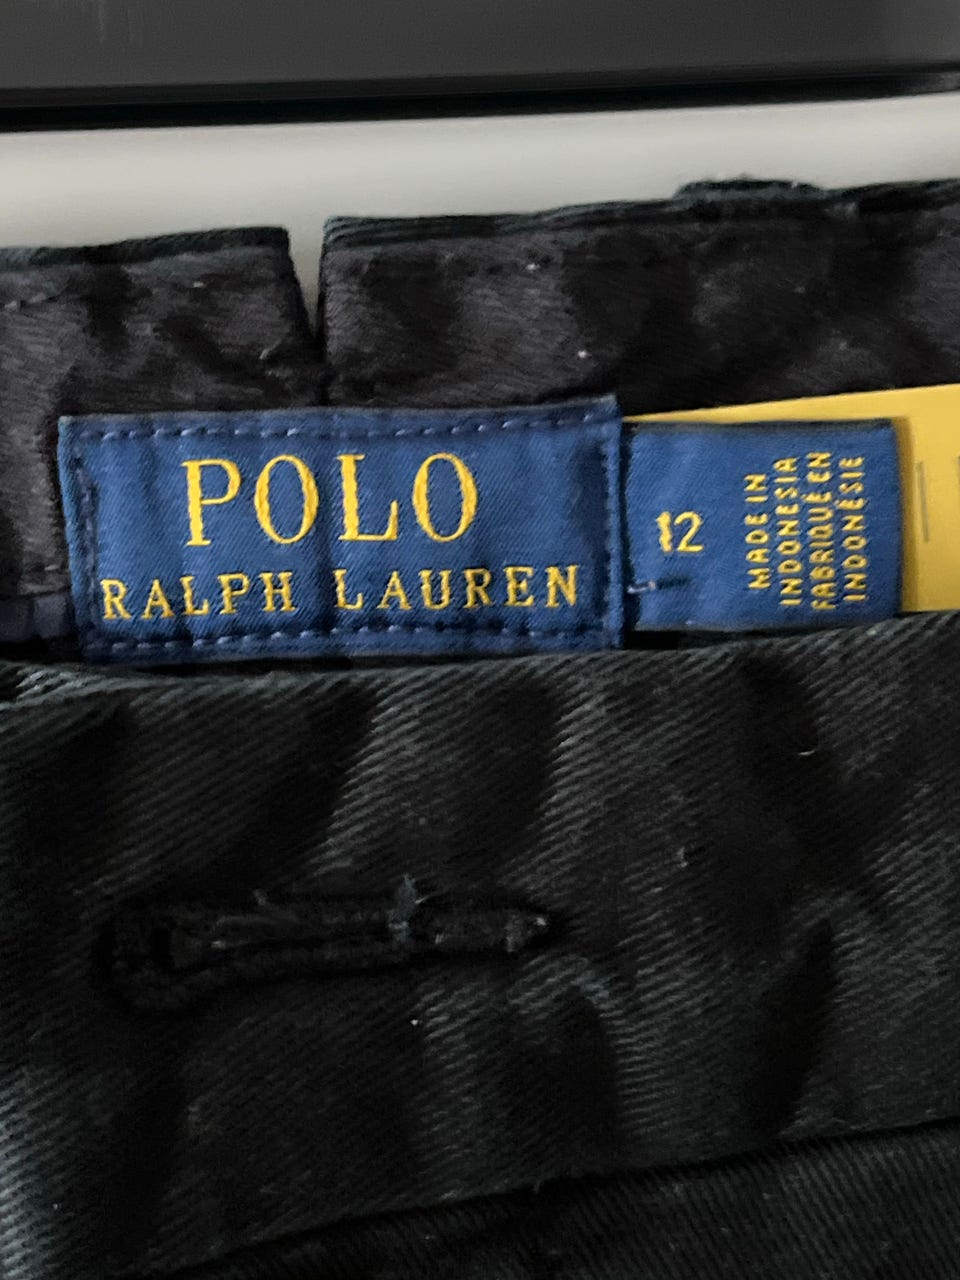 POLO
RALPH LAUREN
12
MADE IN
INDONESIA
FABRIQUÉ EN
INDONÉSIE